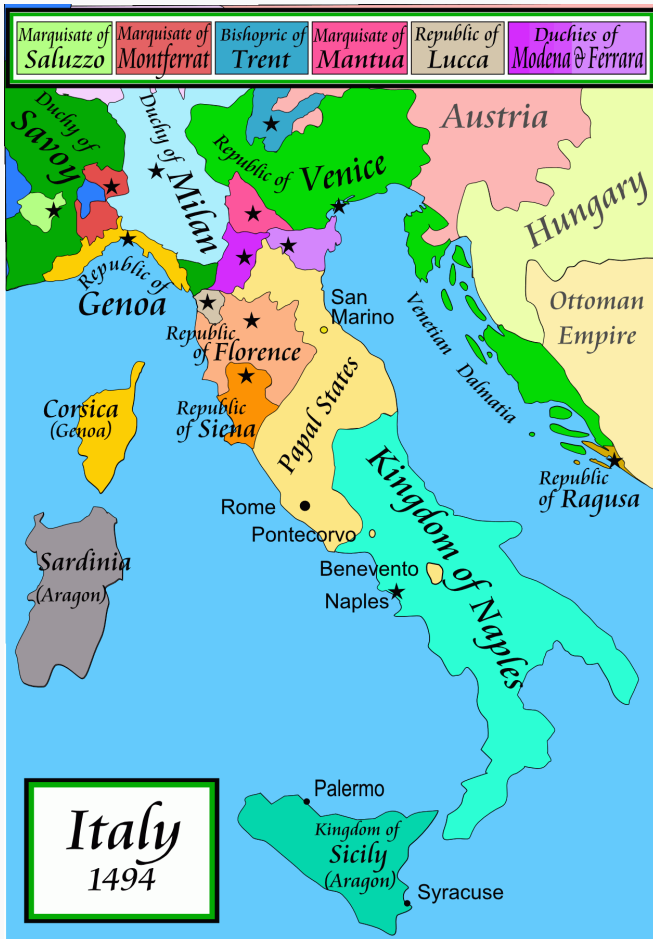 Marquisate of
Saluzzo
Marquisate of
Montferrat
Bishopric of
Trent
Marquisate of
Mantua
Republic of
Lucca
Duchies of
Modena & Ferrara
Duchy of
Savoy
Duchy of
Milan
Republic of Venice
Austria
Hungary
Republic of
Genoa
San
Marino
Venetian Dalmatia
Ottoman
Empire
Republic
of Florence
Corsica
(Genoa)
Republic
of Siena
Papal States
Republic
of Ragusa
Rome
Pontecorvo
Kingdom of Naples
Sardinia
(Aragon)
Benevento
Naples
Italy
1494
Palermo
Kingdom of
Sicily
(Aragon)
Syracuse